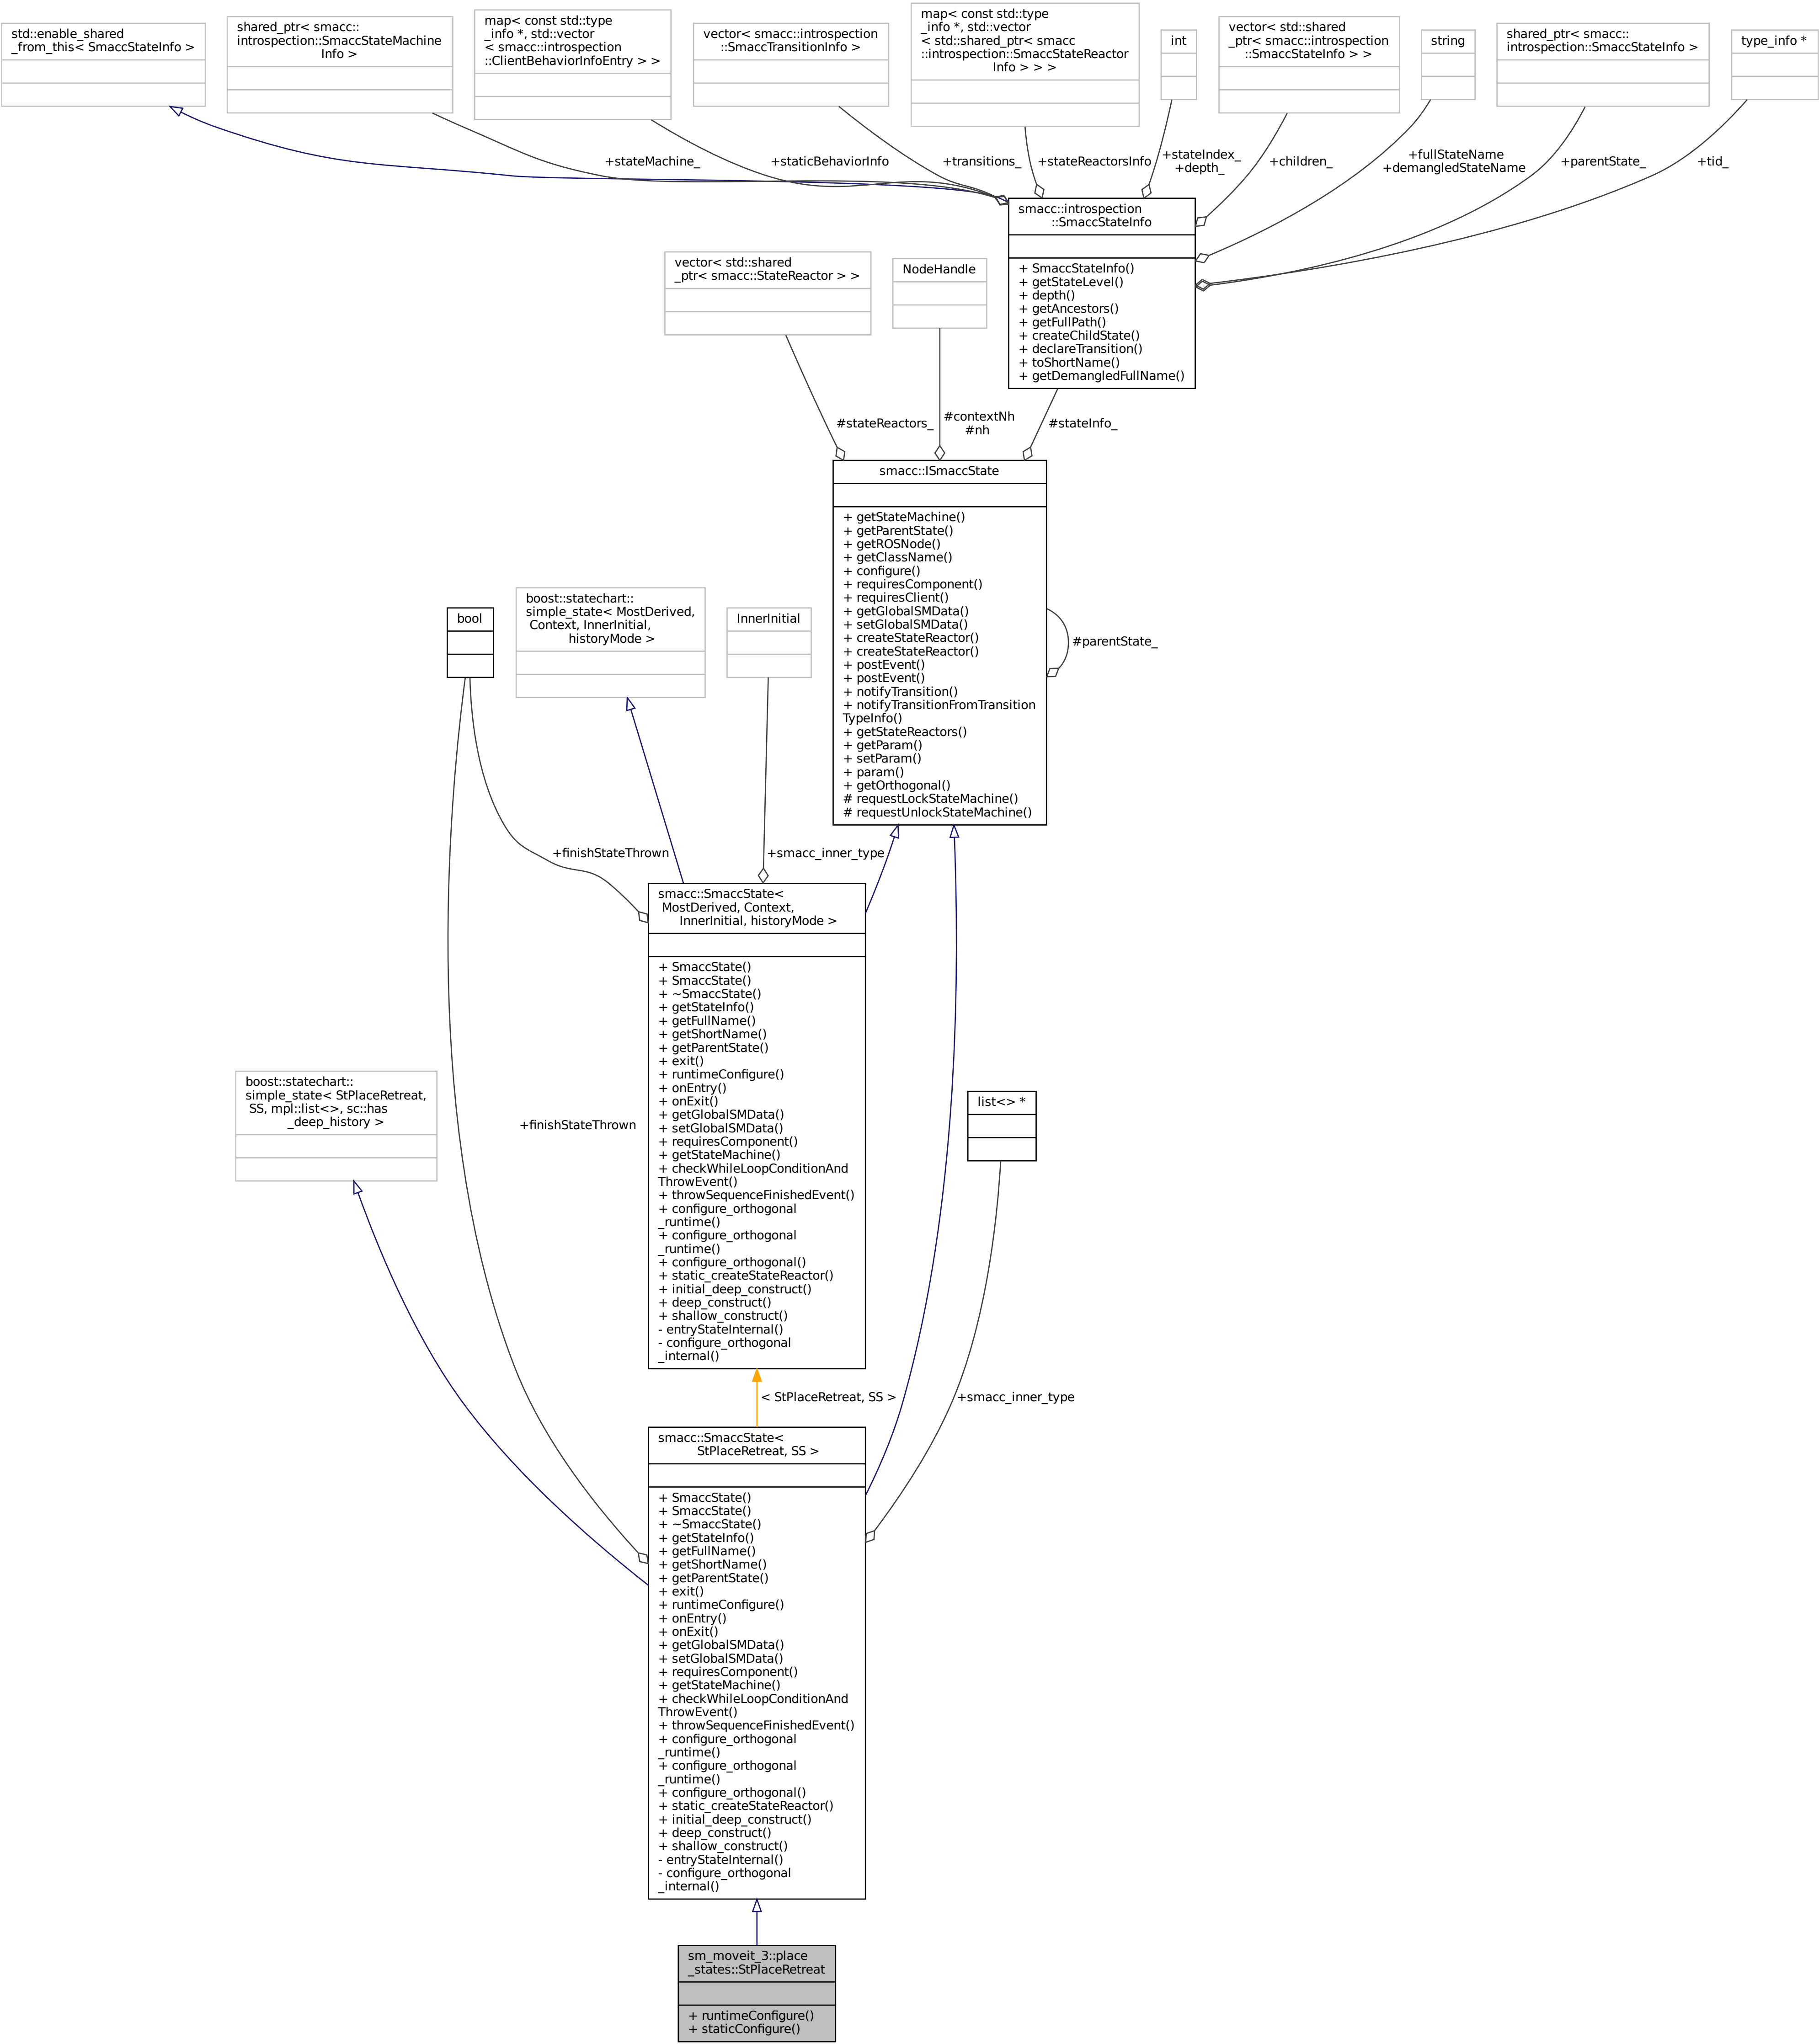 std::enable_shared
_from_this< SmaccStateInfo >
shared_ptr< smacc::
introspection::SmaccStateMachine
Info >
map< const std::type
_info *, std::vector
< smacc::introspection
::ClientBehaviorInfoEntry > >
vector< smacc::introspection
::SmaccTransitionInfo >
map< const std::type
_info *, std::vector
< std::shared_ptr< smacc
::introspection::SmaccStateReactor
Info > > >
int
vector< std::shared
_ptr< smacc::introspection
::SmaccStateInfo > >
string
shared_ptr< smacc::
introspection::SmaccStateInfo >
type_info *
+stateMachine_
+staticBehaviorInfo
+transitions_
+stateReactorsInfo
+stateIndex_
+depth_
+children_
+fullStateName
+demangledStateName
+parentState_
+tid_
smacc::introspection
::SmaccStateInfo
+ SmaccStateInfo()
+ getStateLevel()
+ depth()
+ getAncestors()
+ getFullPath()
+ createChildState()
+ declareTransition()
+ toShortName()
+ getDemangledFullName()
vector< std::shared
_ptr< smacc::StateReactor > >
NodeHandle
#stateReactors_
#contextNh
#nh
#stateInfo_
smacc::ISmaccState
+ getStateMachine()
+ getParentState()
+ getROSNode()
+ getClassName()
+ configure()
+ requiresComponent()
+ requiresClient()
+ getGlobalSMData()
+ setGlobalSMData()
+ createStateReactor()
+ createStateReactor()
+ postEvent()
+ postEvent()
+ notifyTransition()
+ notifyTransitionFromTransition
TypeInfo()
+ getStateReactors()
+ getParam()
+ setParam()
+ param()
+ getOrthogonal()
# requestLockStateMachine()
# requestUnlockStateMachine()
#parentState_
bool
boost::statechart::
simple_state< MostDerived,
Context, InnerInitial,
historyMode >
InnerInitial
+finishStateThrown
+smacc_inner_type
smacc::SmaccState<
MostDerived, Context,
InnerInitial, historyMode >
+ SmaccState()
+ SmaccState()
+ ~SmaccState()
+ getStateInfo()
+ getFullName()
+ getShortName()
+ getParentState()
+ exit()
+ runtimeConfigure()
+ onEntry()
+ onExit()
+ getGlobalSMData()
+ setGlobalSMData()
+ requiresComponent()
+ getStateMachine()
+ checkWhileLoopConditionAnd
ThrowEvent()
+ throwSequenceFinishedEvent()
+ configure_orthogonal
_runtime()
+ configure_orthogonal
_runtime()
+ configure_orthogonal()
+ static_createStateReactor()
+ initial_deep_construct()
+ deep_construct()
+ shallow_construct()
- entryStateInternal()
- configure_orthogonal
_internal()
boost::statechart::
simple_state< StPlaceRetreat,
SS, mpl::list<>, sc::has
_deep_history >
+finishStateThrown
list<> *
< StPlaceRetreat, SS >
+smacc_inner_type
smacc::SmaccState<
StPlaceRetreat, SS >
+ SmaccState()
+ SmaccState()
+ ~SmaccState()
+ getStateInfo()
+ getFullName()
+ getShortName()
+ getParentState()
+ exit()
+ runtimeConfigure()
+ onEntry()
+ onExit()
+ getGlobalSMData()
+ setGlobalSMData()
+ requiresComponent()
+ getStateMachine()
+ checkWhileLoopConditionAnd
ThrowEvent()
+ throwSequenceFinishedEvent()
+ configure_orthogonal
_runtime()
+ configure_orthogonal
_runtime()
+ configure_orthogonal()
+ static_createStateReactor()
+ initial_deep_construct()
+ deep_construct()
+ shallow_construct()
- entryStateInternal()
- configure_orthogonal
_internal()
sm_moveit_3::place
_states::StPlaceRetreat
+ runtimeConfigure()
+ staticConfigure()